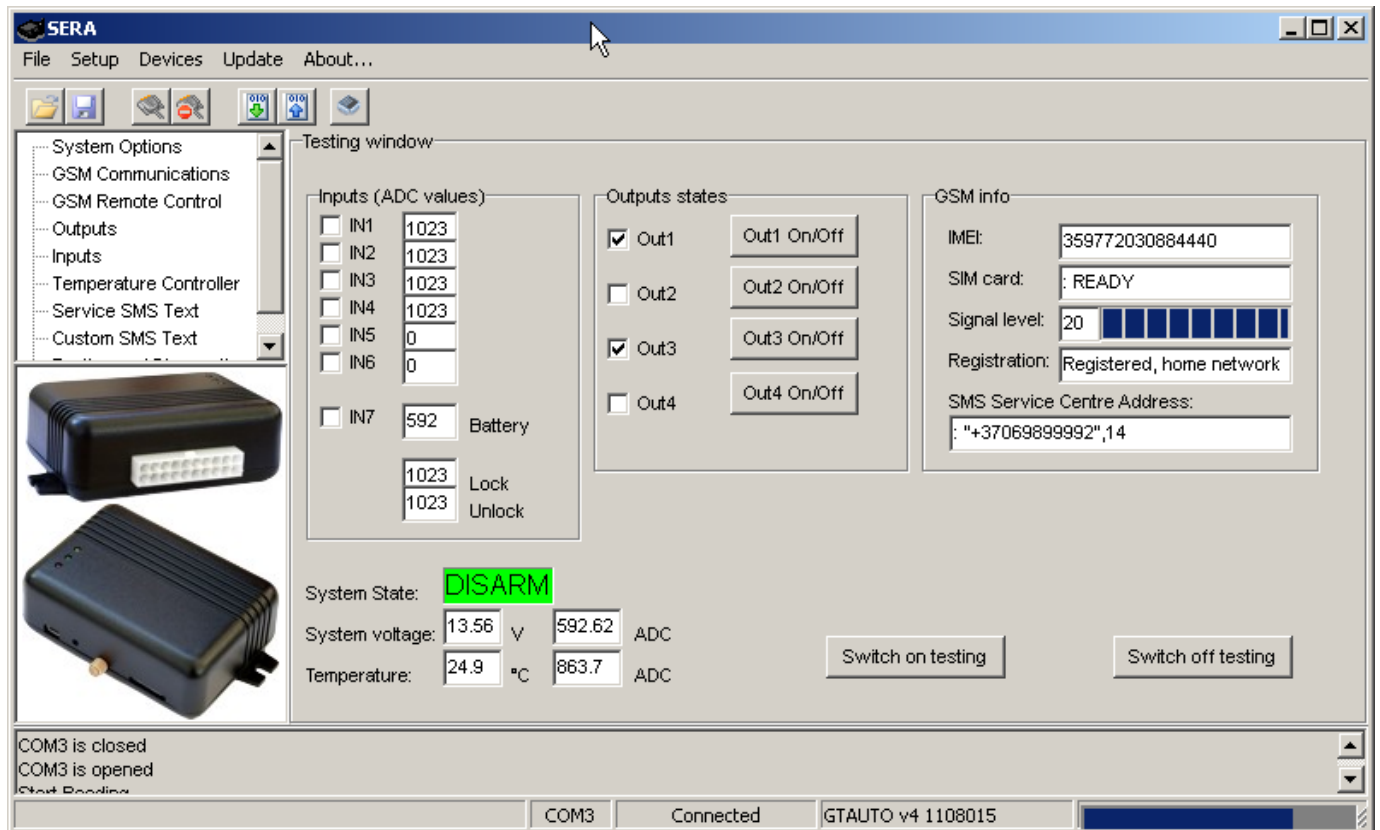 SERA
File Setup Devices Update About...
System Options
GSM Communications
GSM Remote Control
Outputs
Inputs
Temperature Controller
Service SMS Text
Custom SMS Text
Testing window
Inputs (ADC values)
IN1 1023
IN2 1023
IN3 1023
IN4 1023
IN5 0
IN6 0
IN7 592 Battery
1023 Lock
1023 Unlock
Outputs states
Out1 Out1 On/Off
Out2 Out2 On/Off
Out3 Out3 On/Off
Out4 Out4 On/Off
GSM info
IMEI: 359772030884440
SIM card: : READY
Signal level: 20
Registration: Registered, home network
SMS Service Centre Address:
: "+37069899992",14
System State: DISARM
System voltage: 13.56 V 592.62 ADC
Temperature: 24.9 °C 863.7 ADC
Switch on testing Switch off testing
COM3 is closed
COM3 is opened
Start Reading
COM3 Connected GTAUTO v4 1108015